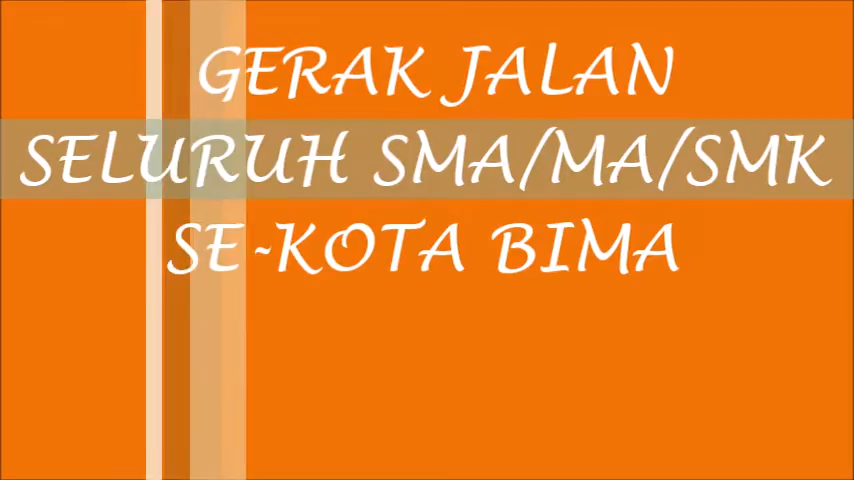 GERAK JALAN
SELURUH SMA/MA/SMK
SE-KOTA BIMA